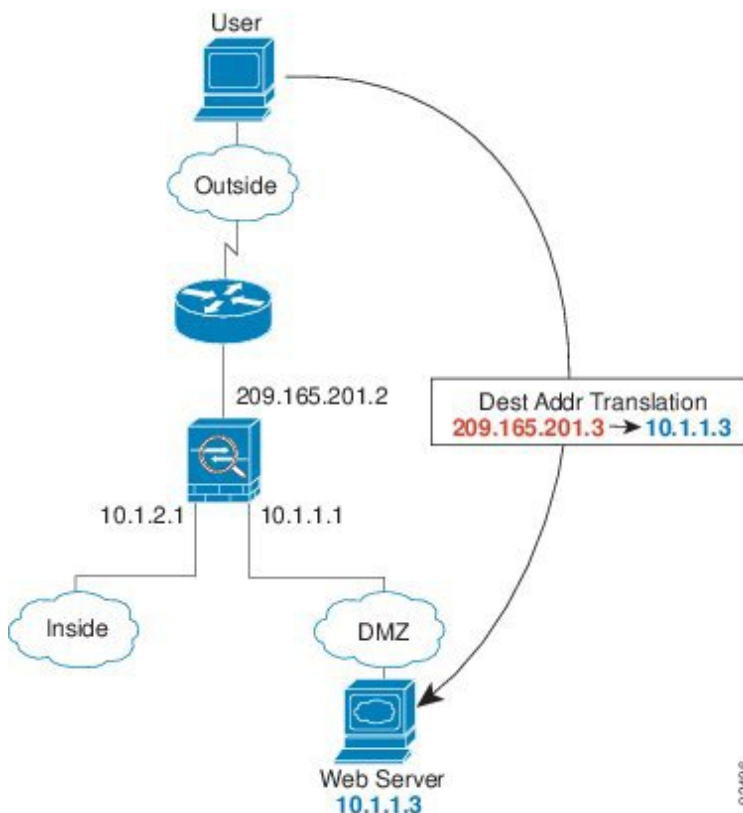 User
Outside
209.165.201.2
Dest Addr Translation
209.165.201.3 10.1.1.3
10.1.2.1
10.1.1.1
Inside
DMZ
Web Server
10.1.1.3